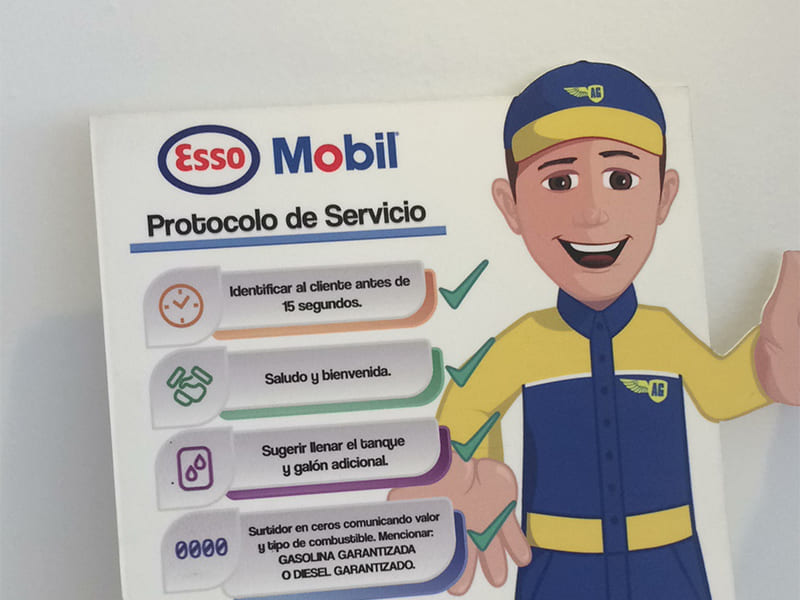 AG
Esso Mobil
Protocolo de Servicio
Identificar al cliente antes de
15 segundos.
Saludo y bienvenida.
AG
Sugerir llenar el tanque
y galón adicional.
0000
Surtidor en ceros comunicando valor
y tipo de combustible. Mencionar:
GASOLINA GARANTIZADA
O DIESEL GARANTIZADO.